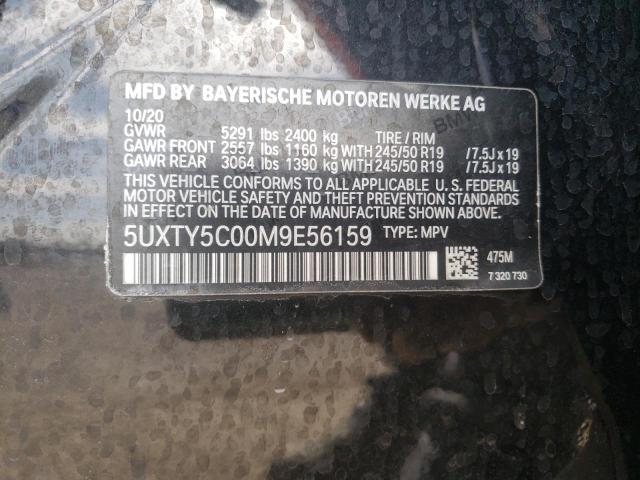 MFD BY BAYERISCHE MOTOREN WERKE AG
10/20
GVWR 5291 lbs 2400 kg TIRE / RIM
GAWR FRONT 2557 lbs 1160 kg WITH 245/50 R19 /7.5J x 19
GAWR REAR 3064 lbs 1390 kg WITH 245/50 R19 /7.5J x 19
THIS VEHICLE CONFORMS TO ALL APPLICABLE U. S. FEDERAL
MOTOR VEHICLE SAFETY AND THEFT PREVENTION STANDARDS
IN EFFECT ON THE DATE OF MANUFACTURE SHOWN ABOVE.
5UXTY5C00M9E56159 TYPE: MPV
475M
7 320 730